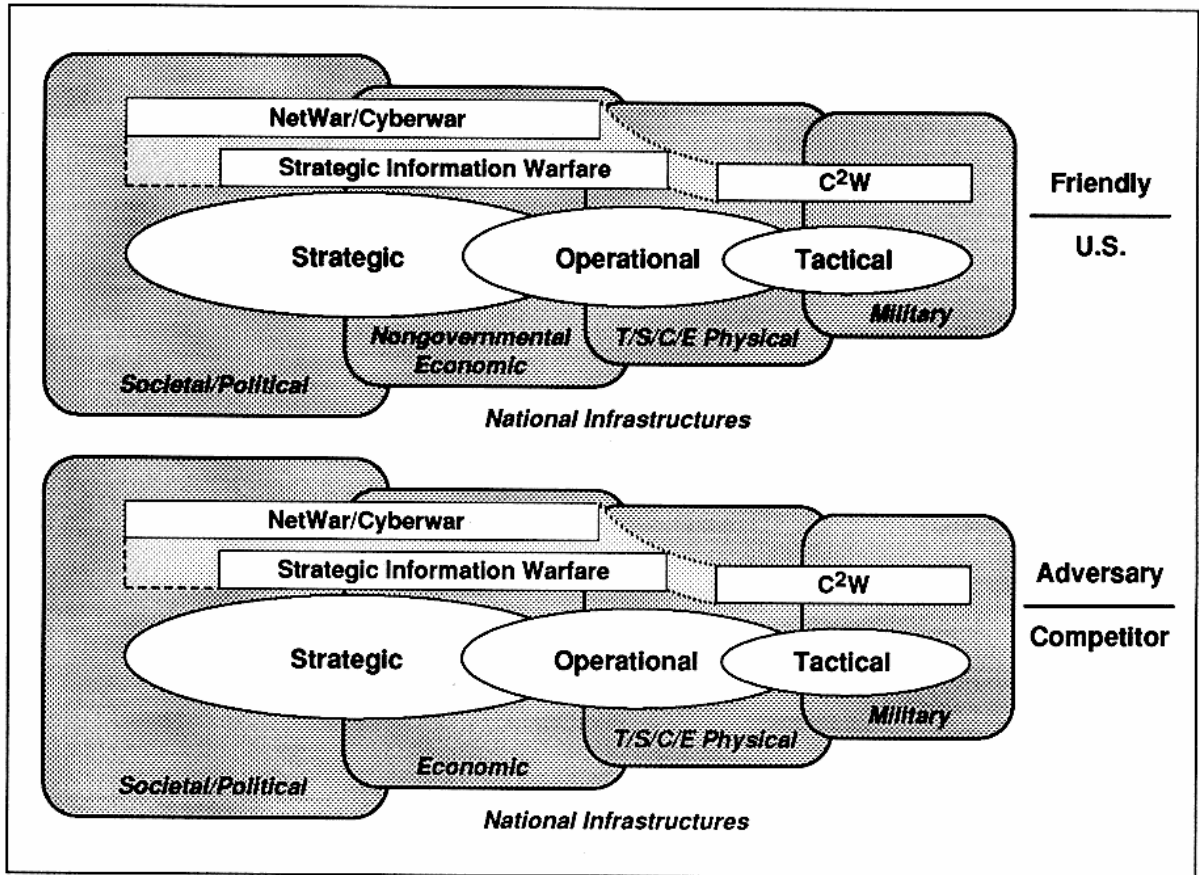 NetWar/Cyberwar
Strategic Information Warfare
C²W
Friendly
U.S.
Strategic
Operational
Tactical
Military
Nongovernmental
Economic
T/S/C/E Physical
Societal/Political
National Infrastructures
NetWar/Cyberwar
Strategic Information Warfare
C²W
Adversary
Competitor
Strategic
Operational
Tactical
Military
T/S/C/E Physical
Economic
Societal/Political
National Infrastructures